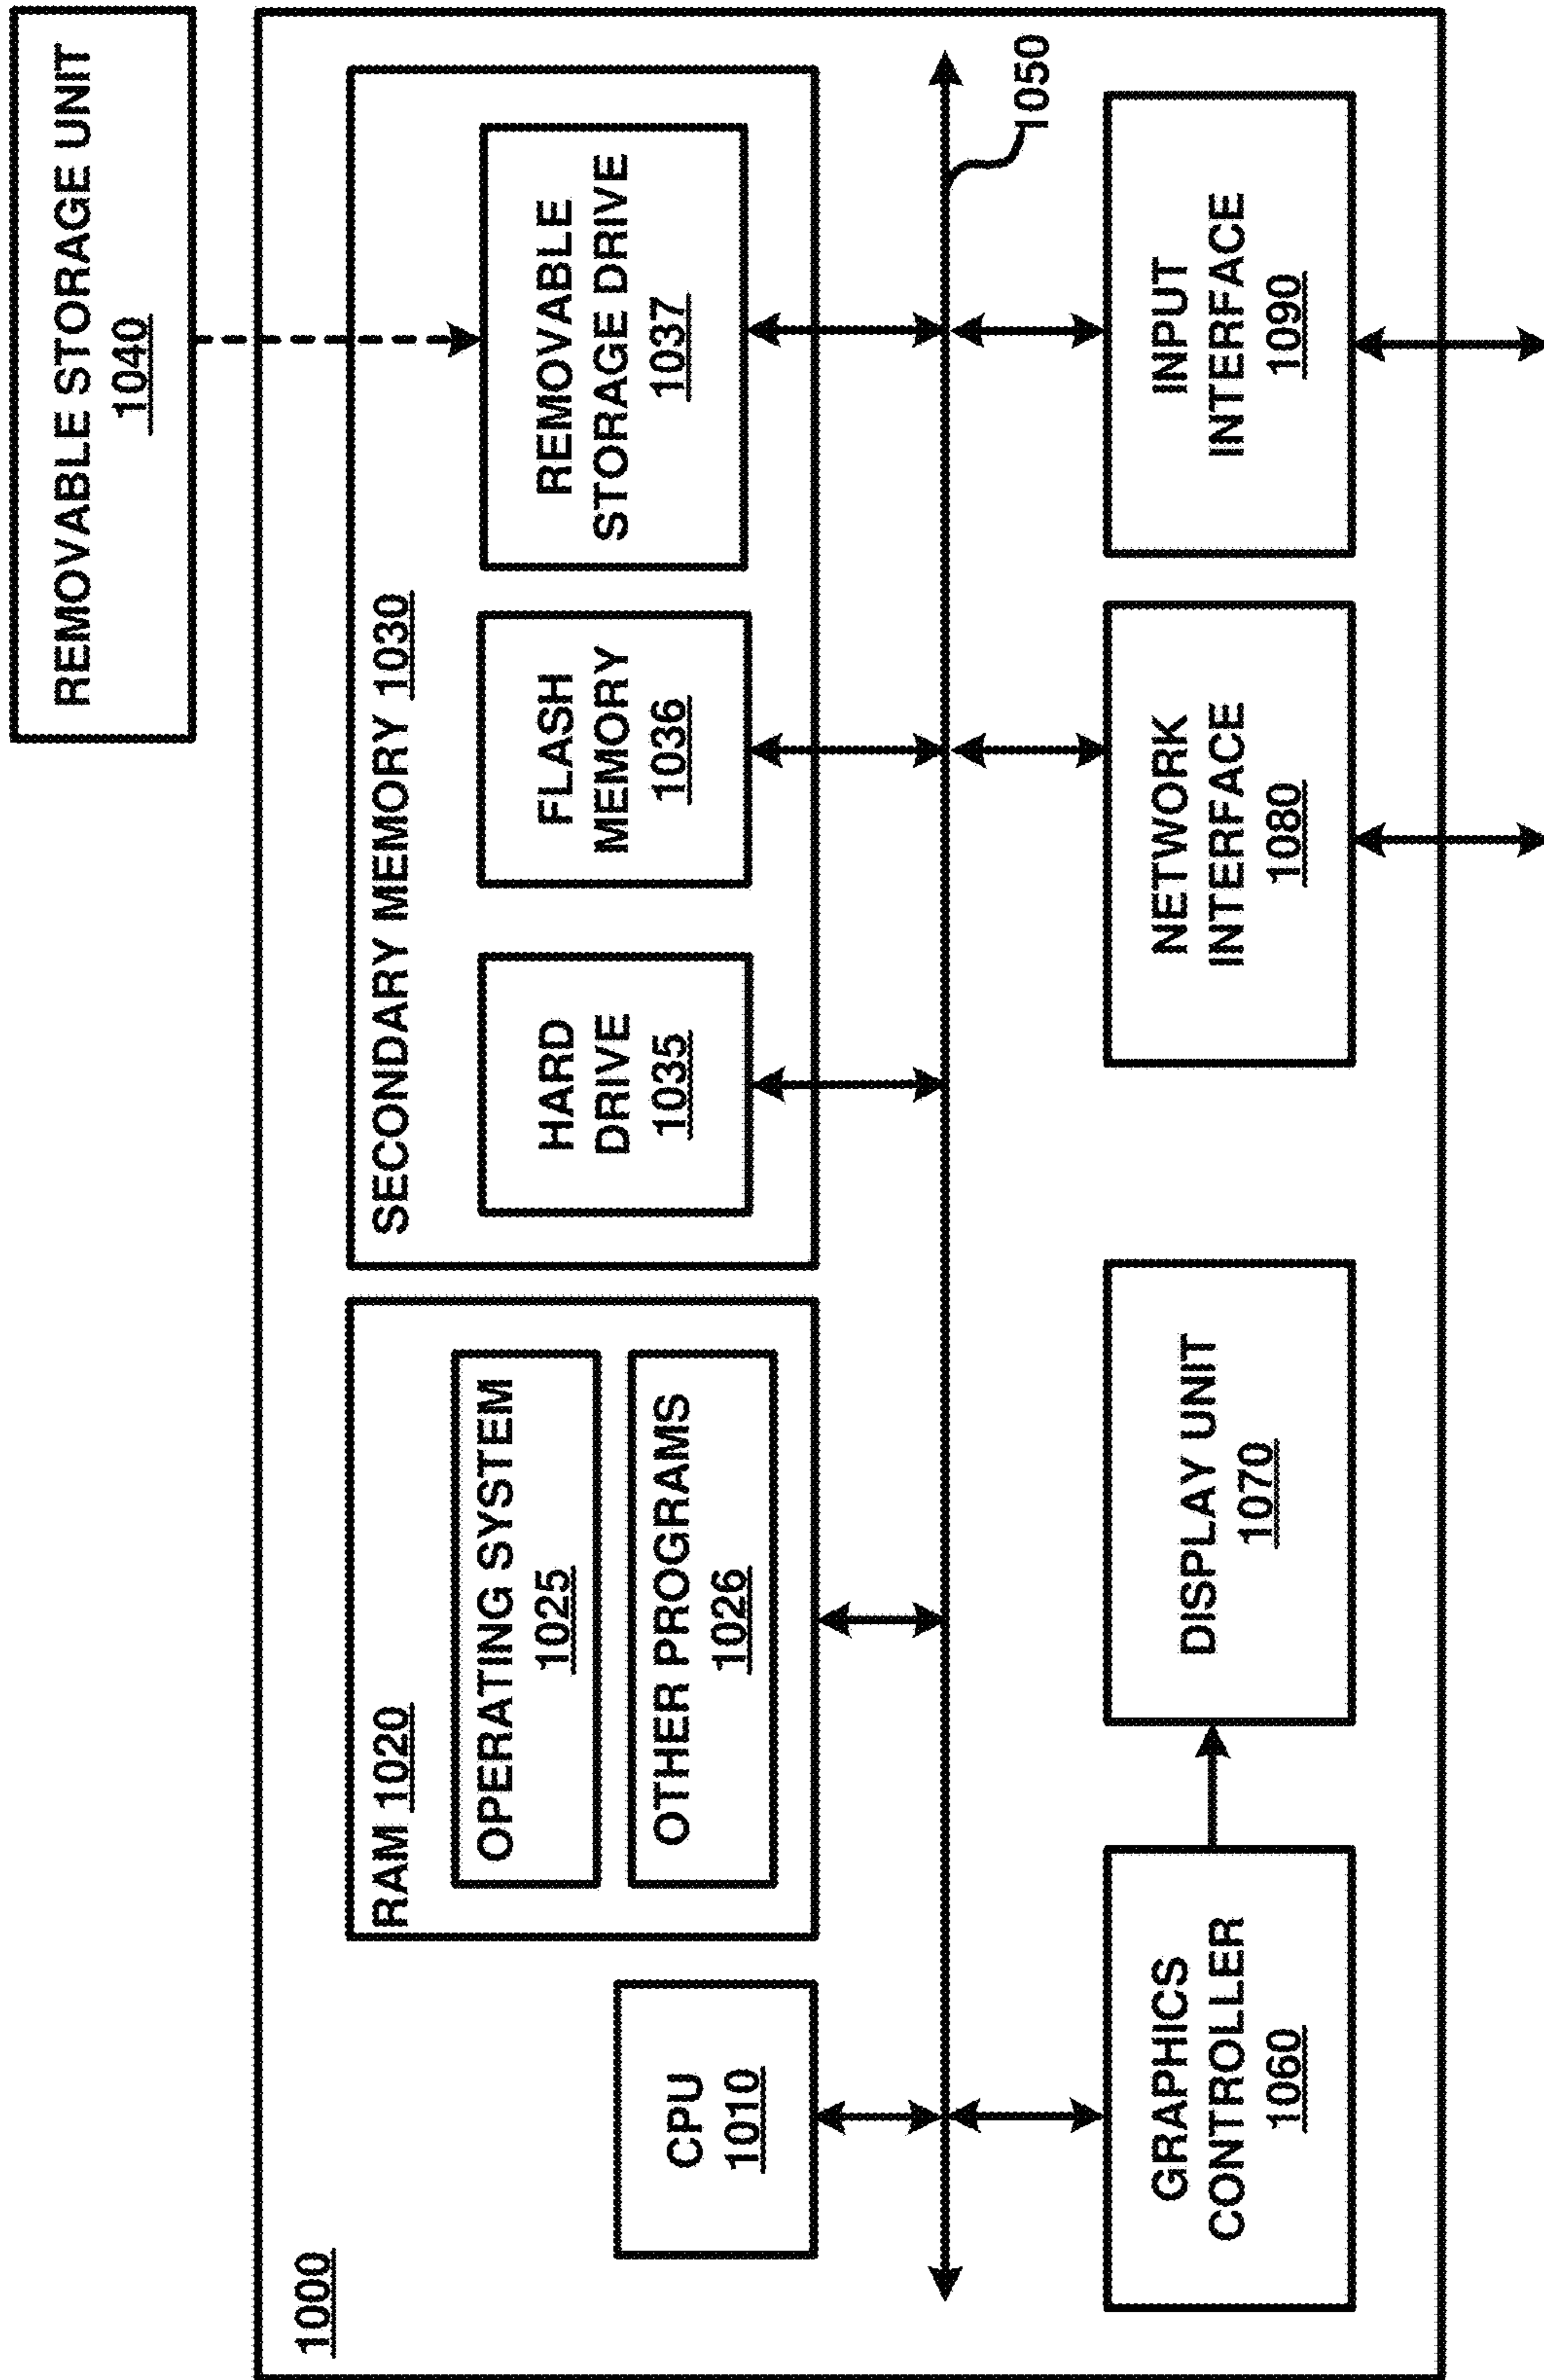 REMOVABLE STORAGE UNIT
1040
1000
CPU
1010
RAM 1020
OPERATING SYSTEM
1025
OTHER PROGRAMS
1026
SECONDARY MEMORY 1030
HARD
DRIVE
1035
FLASH
MEMORY
1036
REMOVABLE
STORAGE DRIVE
1037
1050
GRAPHICS
CONTROLLER
1060
DISPLAY UNIT
1070
NETWORK
INTERFACE
1080
INPUT
INTERFACE
1090